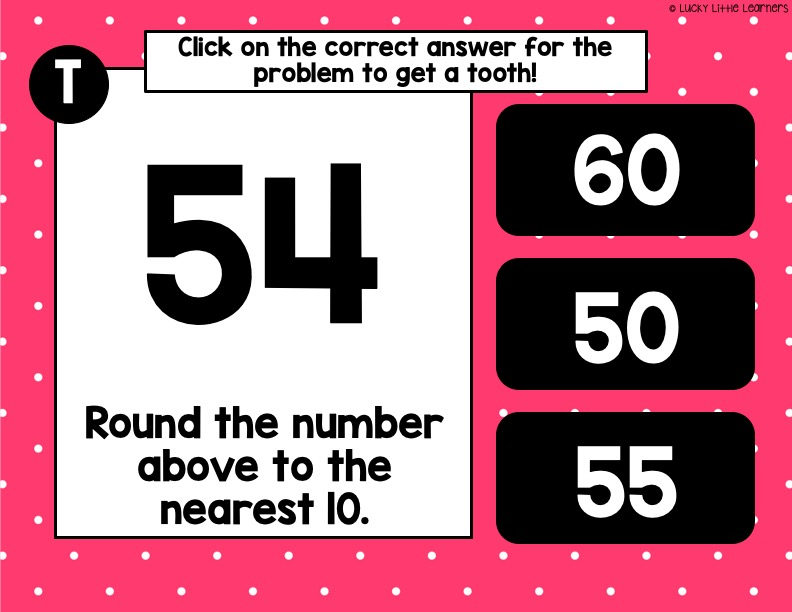 © Lucky Little Learners
Click on the correct answer for the
problem to get a tooth!
T
54
Round the number
above to the
nearest 10.
60
50
55